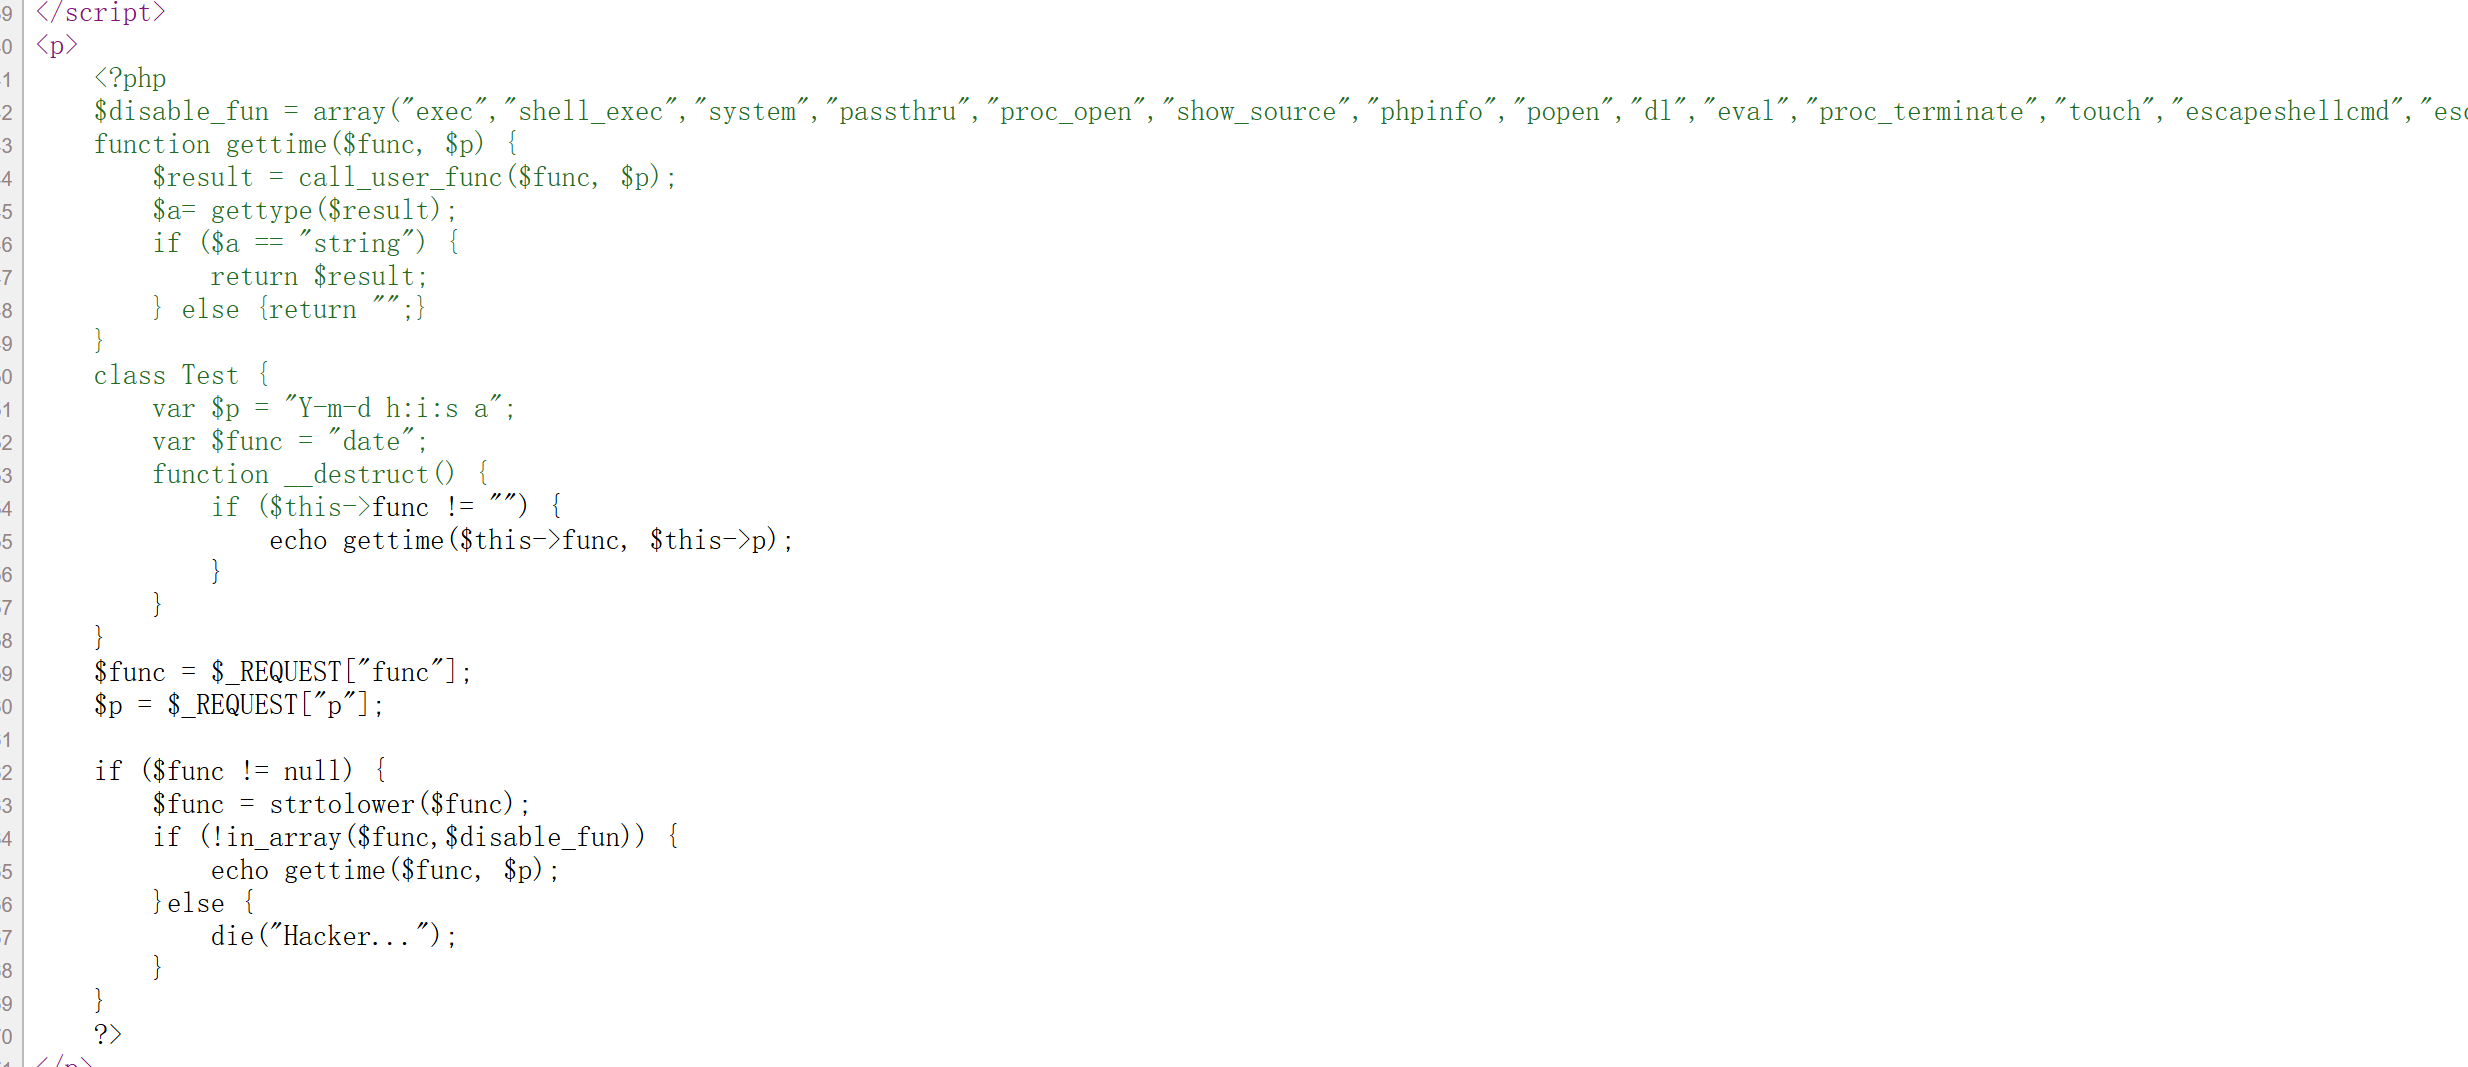 9 </script>
0 <p>
1 <?php
2 $disable_fun = array("exec","shell_exec","system","passthru","proc_open","show_source","phpinfo","popen","dl","eval","proc_terminate","touch","escapeshellcmd","esc
3 function gettime($func, $p) {
4 $result = call_user_func($func, $p);
5 $a= gettype($result);
6 if ($a == "string") {
7 return $result;
8 } else {return "";}
9 }
0 class Test {
1 var $p = "Y-m-d h:i:s a";
2 var $func = "date";
3 function __destruct() {
4 if ($this->func != "") {
5 echo gettime($this->func, $this->p);
6 }
7 }
8 }
9 $func = $_REQUEST["func"];
0 $p = $_REQUEST["p"];
1
2 if ($func != null) {
3 $func = strtolower($func);
4 if (!in_array($func,$disable_fun)) {
5 echo gettime($func, $p);
6 }else {
7 die("Hacker...");
8 }
9 }
0 ?>
1 </p>